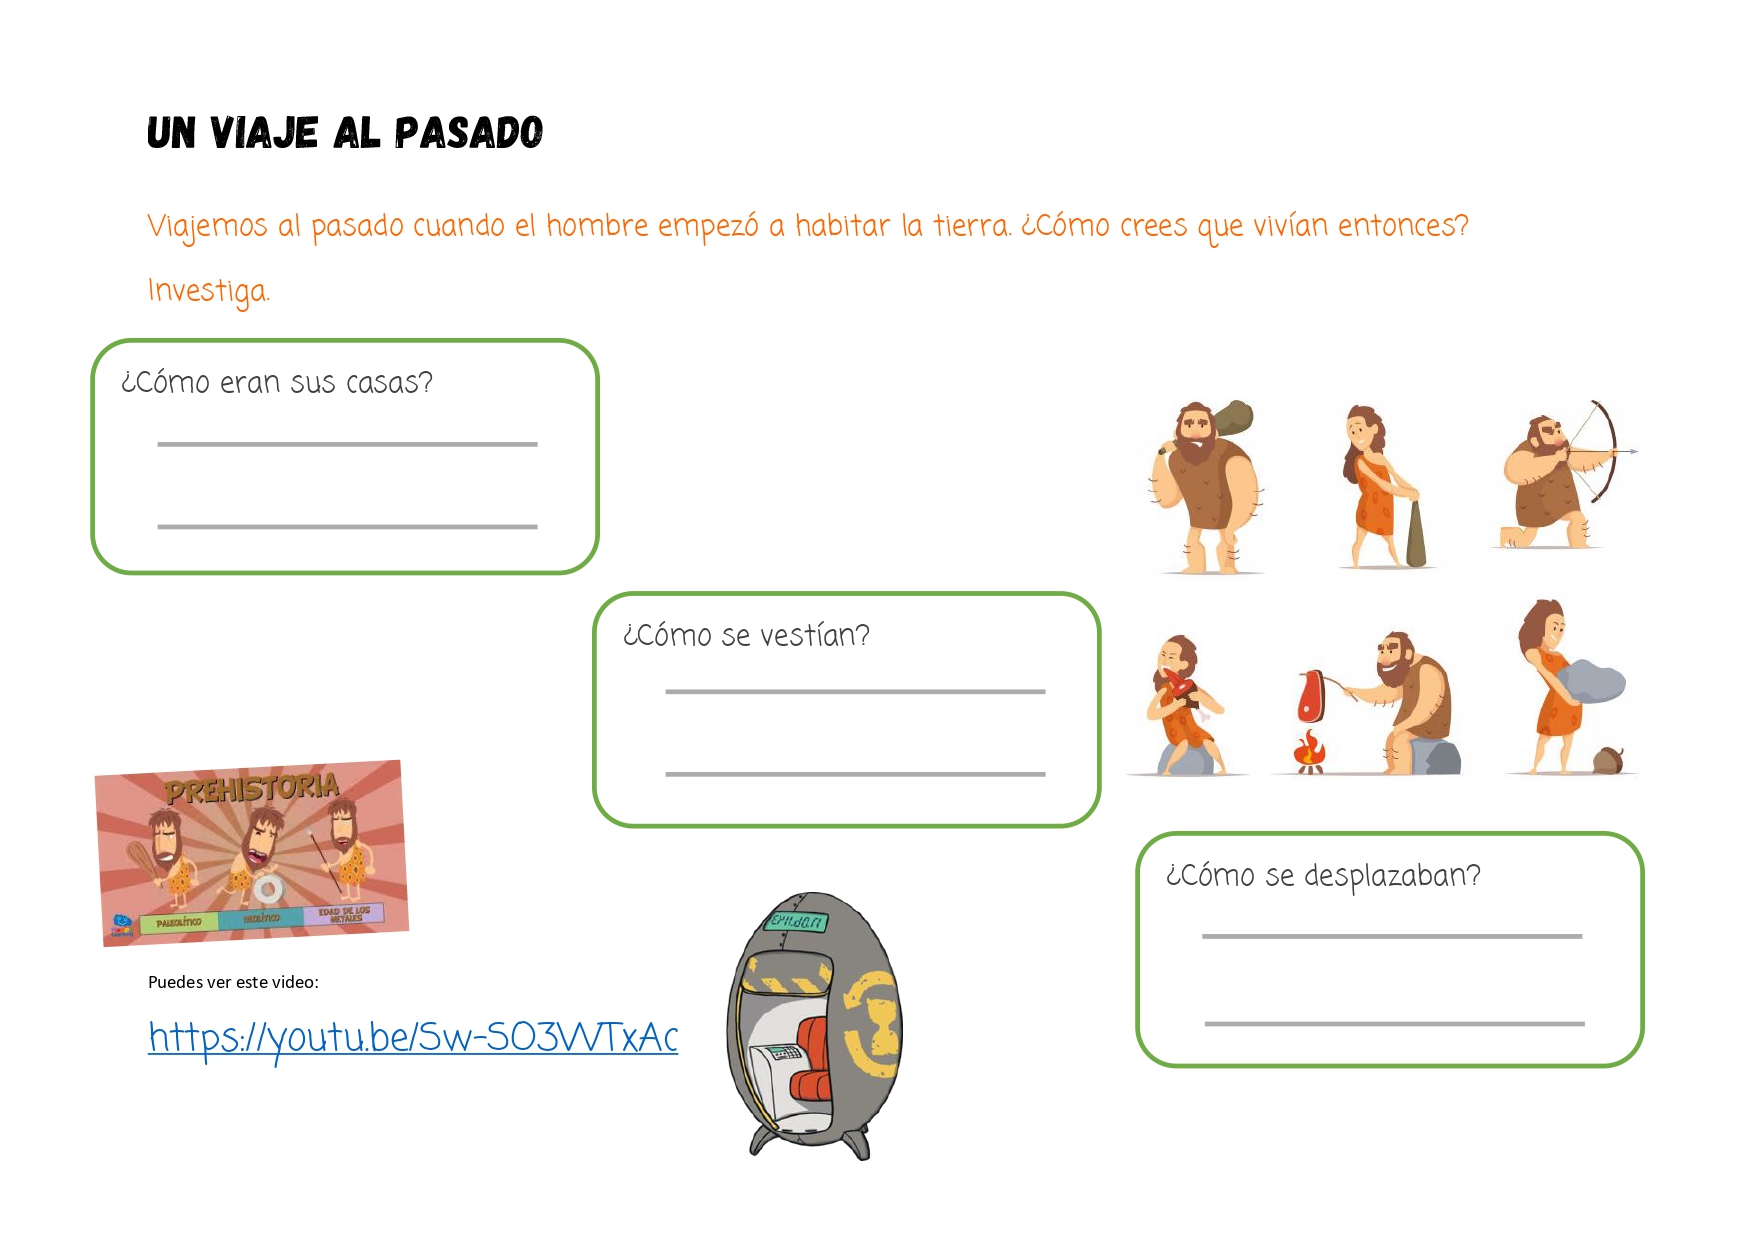 UN VIAJE AL PASADO
Viajemos al pasado cuando el hombre empezó a habitar la tierra. ¿Cómo crees que vivían entonces?
Investiga.
¿Cómo eran sus casas?
¿Cómo se vestían?
PREHISTORIA
PALEOLÍTICO
NEOLÍTICO
EDAD DE LOS
METALES
¿Cómo se desplazaban?
Puedes ver este video:
https://youtu.be/Sw-SO3WTxAc